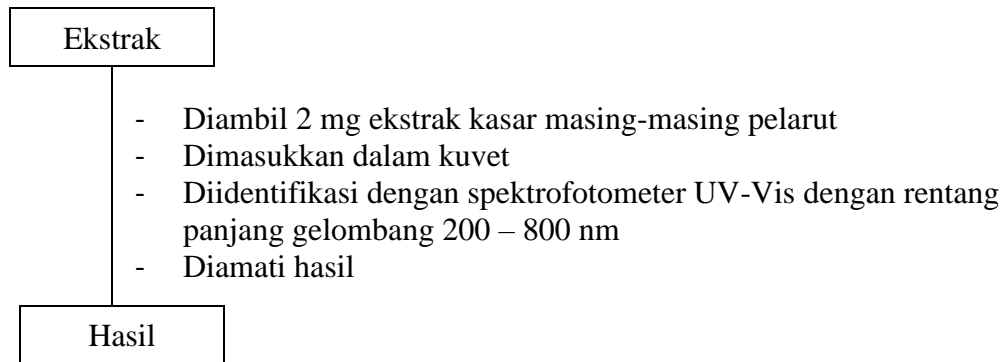 Ekstrak
- Diambil 2 mg ekstrak kasar masing-masing pelarut
- Dimasukkan dalam kuvet
- Diidentifikasi dengan spektrofotometer UV-Vis dengan rentang
panjang gelombang 200 – 800 nm
- Diamati hasil
Hasil